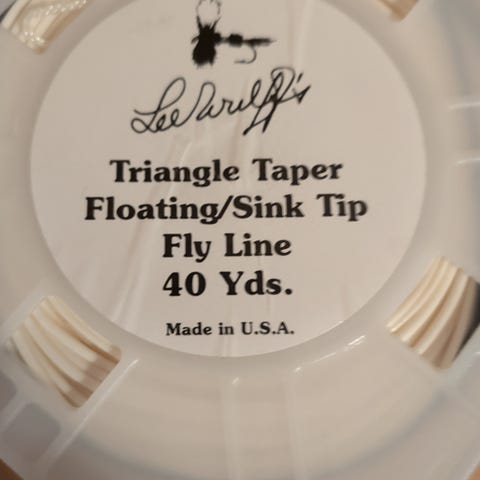 Lee Wulff's
Triangle Taper
Floating/Sink Tip
Fly Line
40 Yds.
Made in U.S.A.